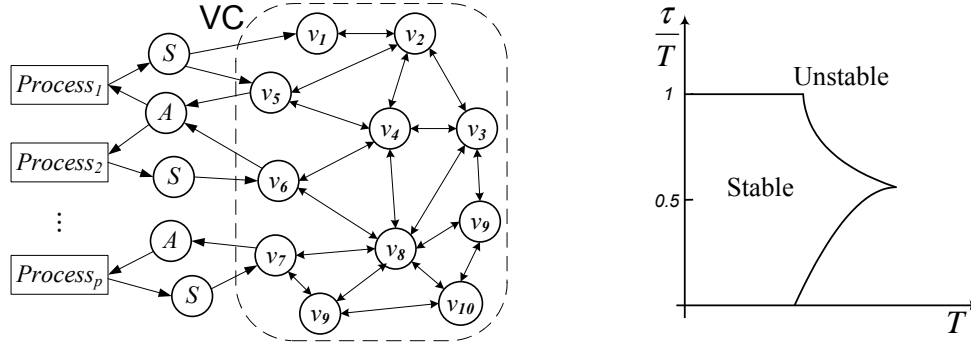 VC
S
v1
v2
Process1
v5
A
v4
v3
Process2
S
v6
⋮
A
v9
Processp
v7
v8
S
v9
v10
τ
T
1
Unstable
Stable
0.5
T